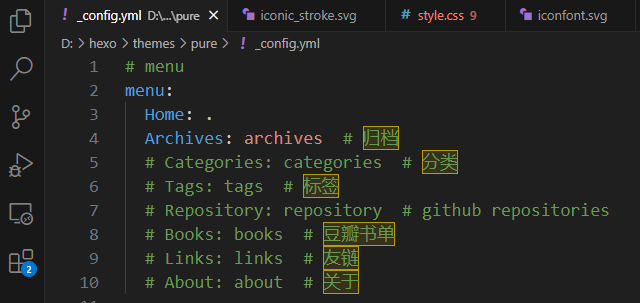 _config.yml D:\...\pure
iconic_stroke.svg
style.css 9
iconfont.svg
D: > hexo > themes > pure > ! _config.yml
1 # menu
2 menu:
3 Home: .
4 Archives: archives # 归档
5 # Categories: categories # 分类
6 # Tags: tags # 标签
7 # Repository: repository # github repositories
8 # Books: books # 豆瓣书单
9 # Links: links # 友链
10 # About: about # 关于
2